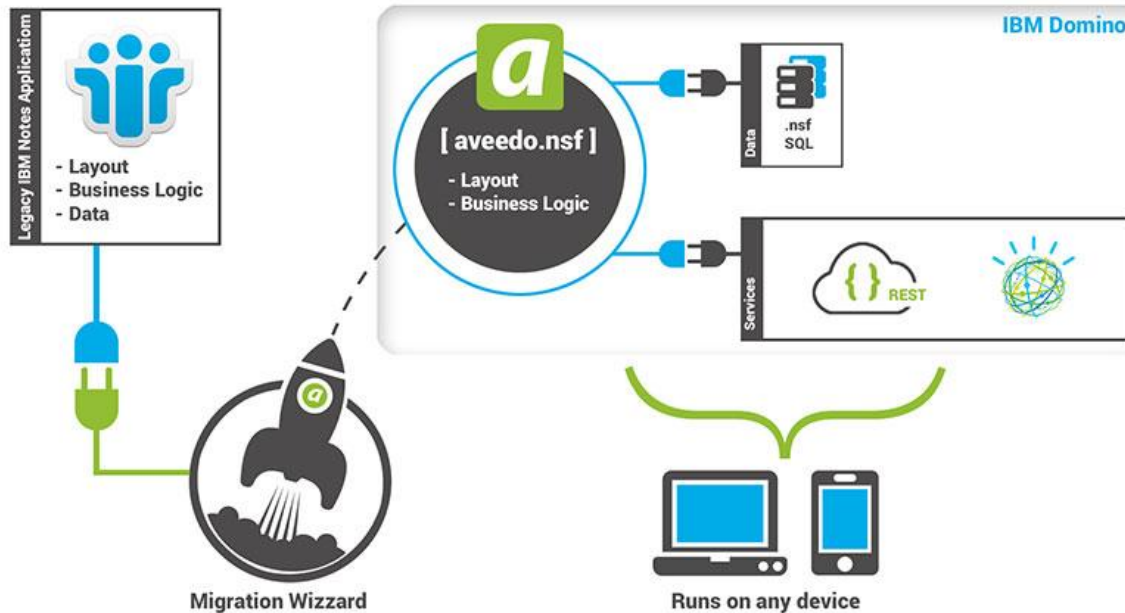 Legacy IBM Notes Applicatiom
- Layout
- Business Logic
- Data
IBM Domino
a
[ aveedo.nsf ]
- Layout
- Business Logic
Data
.nsf
SQL
Services
{ } REST
a
Migration Wizzard
Runs on any device